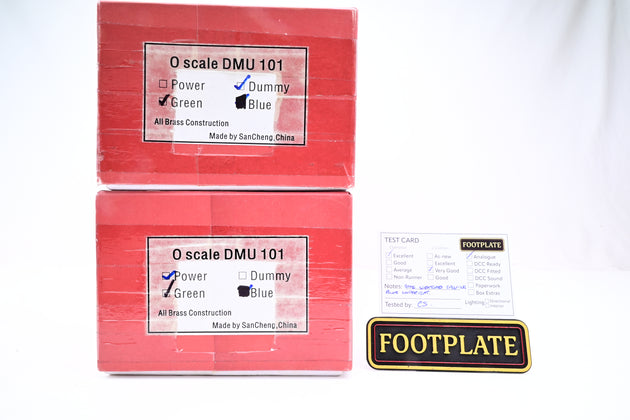 O scale DMU 101
Power Dummy
Green Blue
All Brass Construction
Made by SanCheng,China
O scale DMU 101
Power Dummy
Green Blue
All Brass Construction
Made by SanCheng,China
TEST CARD FOOTPLATE
Excellent As new Analogue
Good Excellent DCC Ready
Average Very Good DCC Fitted
Non Runner Good DCC Sound
Paperwork
Notes: Box Extras
Tested by: CS Lighting
FOOTPLATE